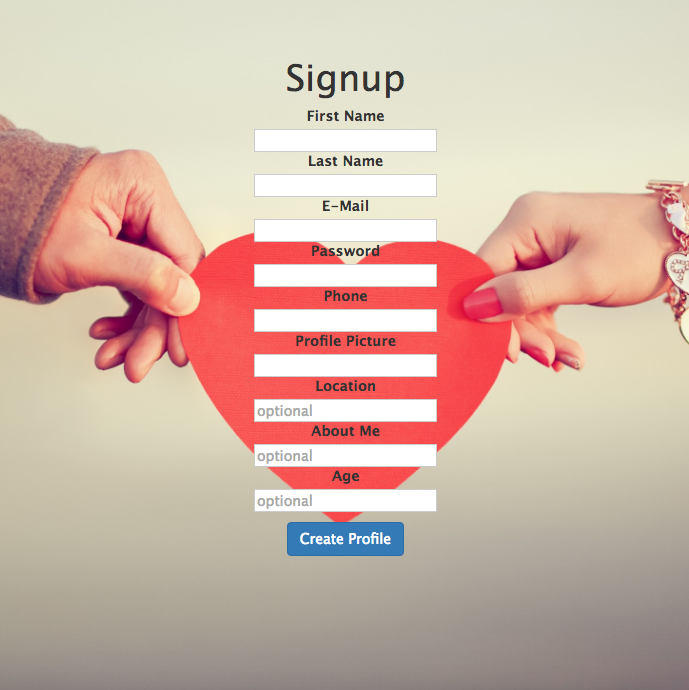 Signup
First Name
Last Name
E-Mail
Password
Phone
Profile Picture
Location
optional
About Me
optional
Age
optional
Create Profile